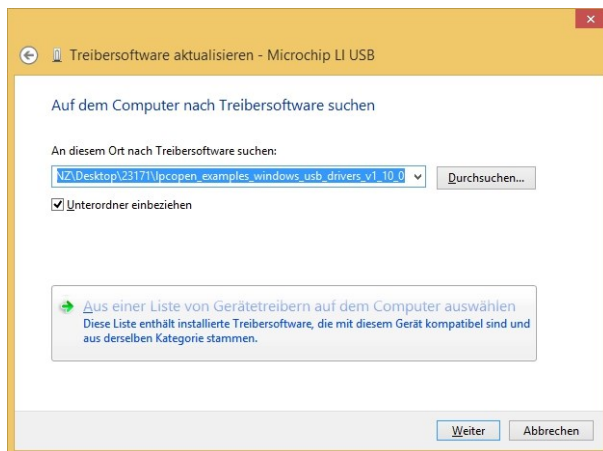 Treibersoftware aktualisieren - Microchip LI USB
Auf dem Computer nach Treibersoftware suchen
An diesem Ort nach Treibersoftware suchen:
NZ\Desktop\23171\lpcopen_examples_windows_usb_drivers_v1_10_0
Durchsuchen...
Unterordner einbeziehen
Aus einer Liste von Gerätetreibern auf dem Computer auswählen
Diese Liste enthält installierte Treibersoftware, die mit diesem Gerät kompatibel sind und
aus derselben Kategorie stammen.
Weiter
Abbrechen